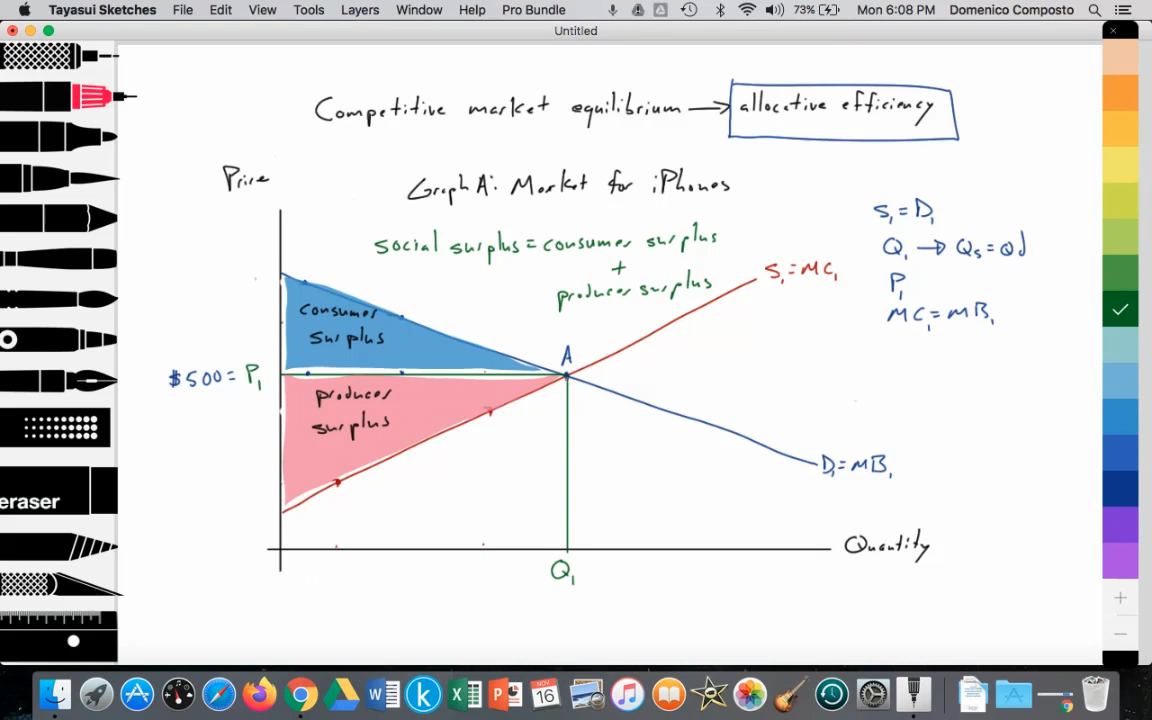 Tayasui Sketches File Edit View Tools Layers Window Help Pro Bundle 73% Mon 6:08 PM Domenico Composto
Untitled
Competitive market equilibrium → allocative efficiency
Price
Graph A: Market for iPhones
social surplus = consumer surplus
+
producer surplus
S₁ = D₁
Q₁ → Qs = Qd
P₁
MC₁ = MB₁
S₁ = MC₁
consumer
surplus
A
$500 = P₁
producer
surplus
D₁ = MB₁
Quantity
Q₁
eraser
NOV
16